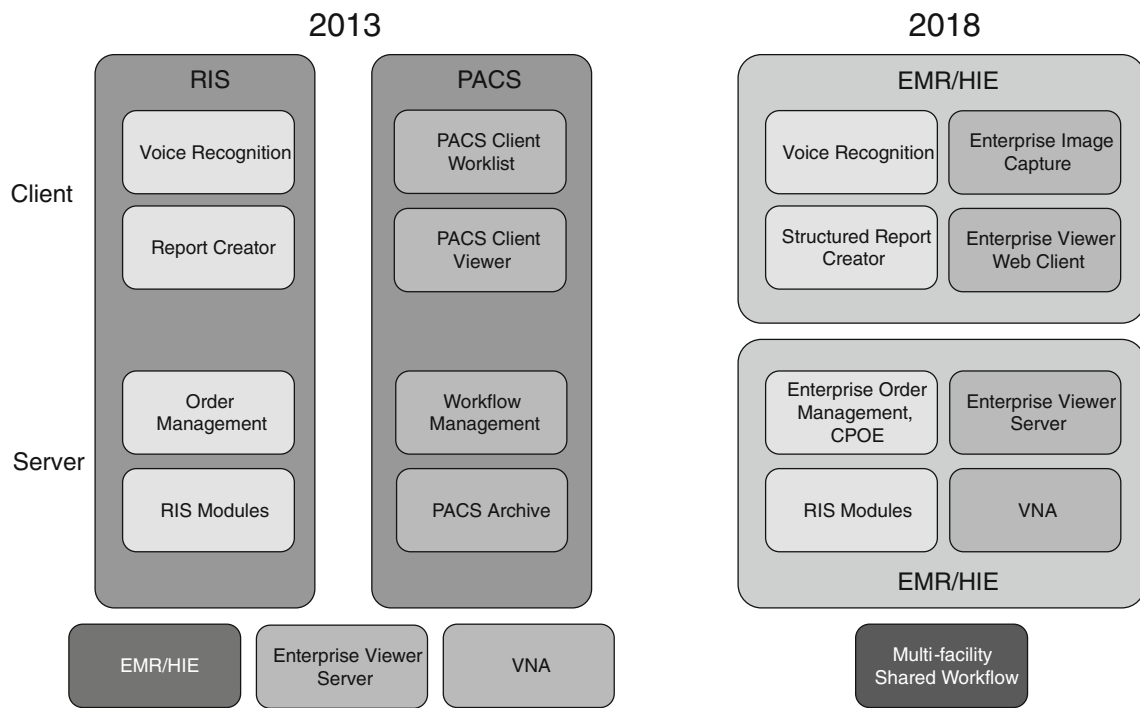 2013
2018
RIS
PACS
EMR/HIE
Client
Voice Recognition
PACS Client
Worklist
Voice Recognition
Enterprise Image
Capture
Report Creator
PACS Client
Viewer
Structured Report
Creator
Enterprise Viewer
Web Client
Server
Order
Management
Workflow
Management
Enterprise Order
Management,
CPOE
Enterprise Viewer
Server
RIS Modules
PACS Archive
RIS Modules
VNA
EMR/HIE
EMR/HIE
Enterprise Viewer
Server
VNA
Multi-facility
Shared Workflow